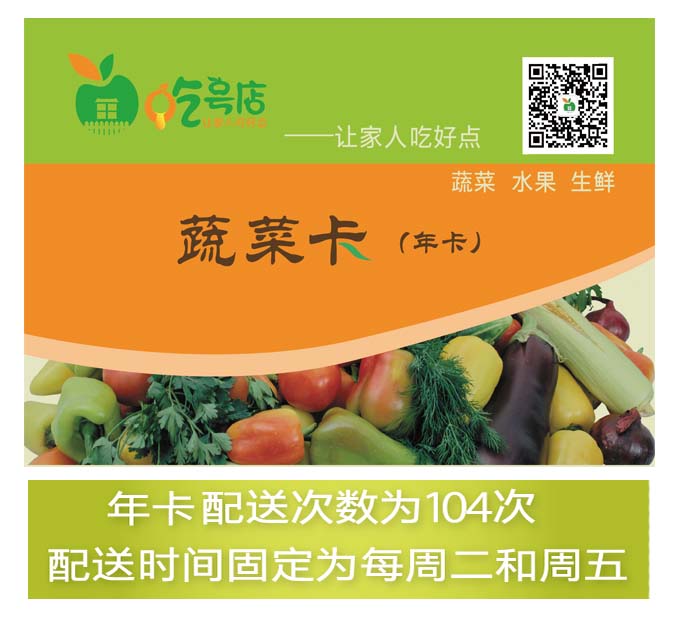 吃号店
——让家人吃好点
蔬菜 水果 生鲜
蔬菜卡（年卡）
年卡配送次数为104次
配送时间固定为每周二和周五